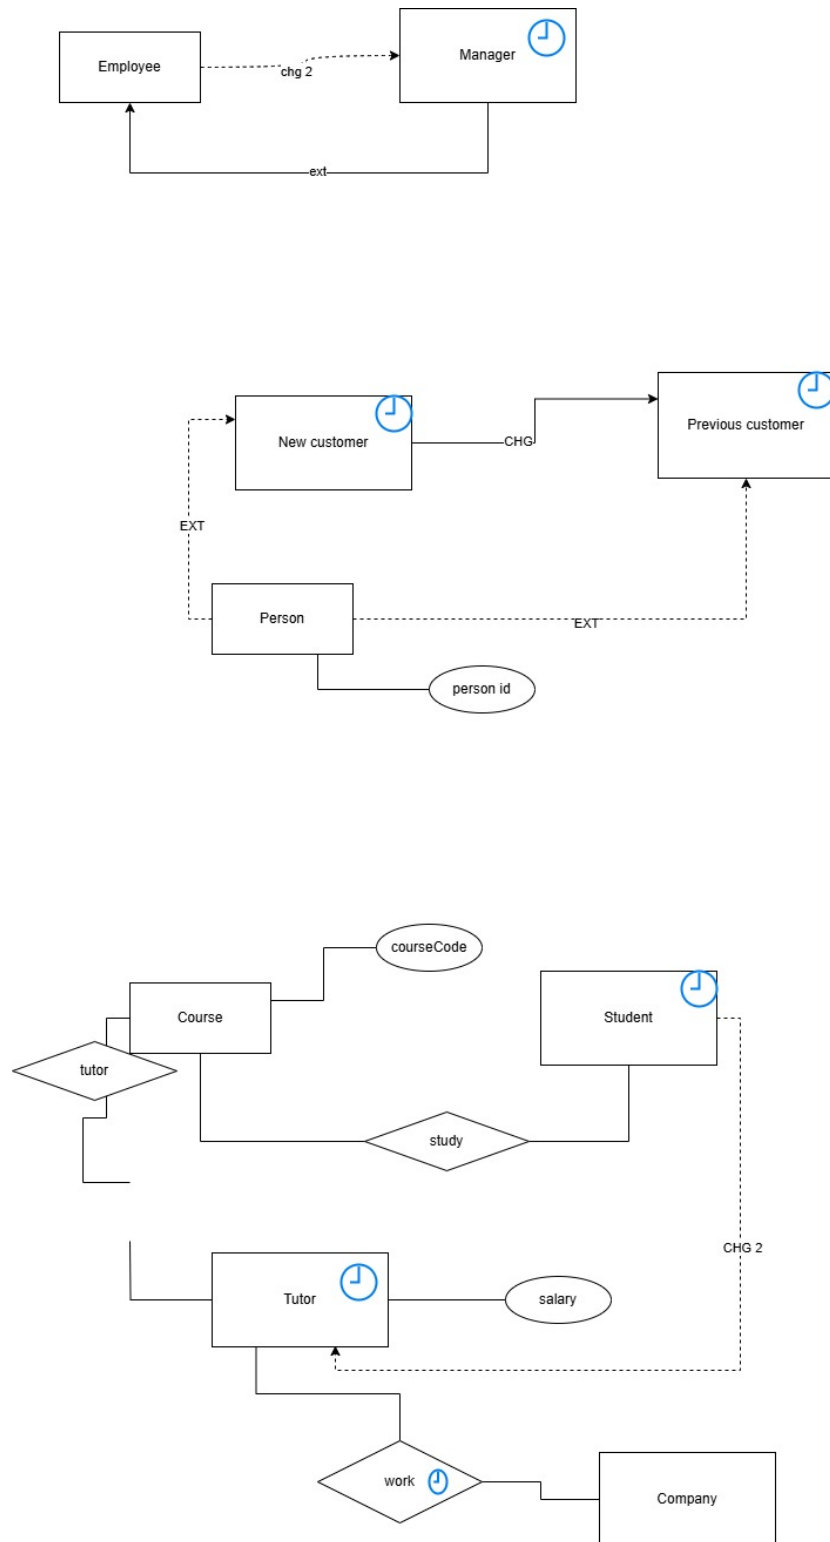 Employee
chg 2
Manager
ext
New customer
CHG
Previous customer
EXT
Person
EXT
person id
courseCode
Course
Student
tutor
study
CHG 2
Tutor
salary
work
Company